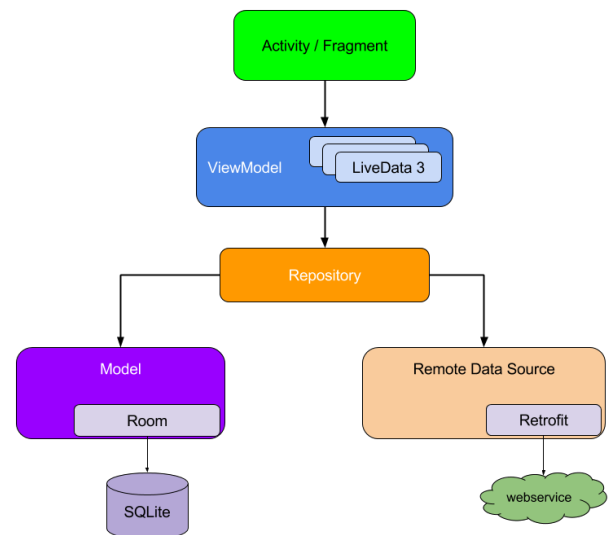 Activity / Fragment
ViewModel
LiveData 3
Repository
Model
Room
SQLite
Remote Data Source
Retrofit
webservice